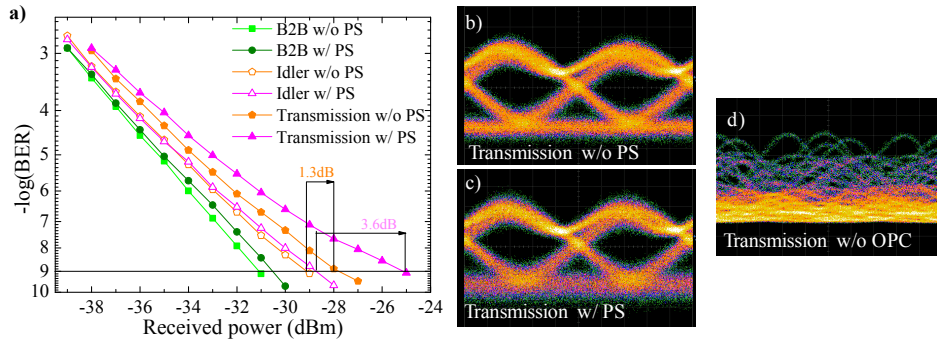 a)
B2B w/o PS
B2B w/ PS
Idler w/o PS
Idler w/ PS
Transmission w/o PS
Transmission w/ PS
1.3dB
3.6dB
-log(BER)
3
4
5
6
7
8
9
10
-38 -36 -34 -32 -30 -28 -26 -24
Received power (dBm)
b)
Transmission w/o PS
c)
Transmission w/ PS
d)
Transmission w/o OPC